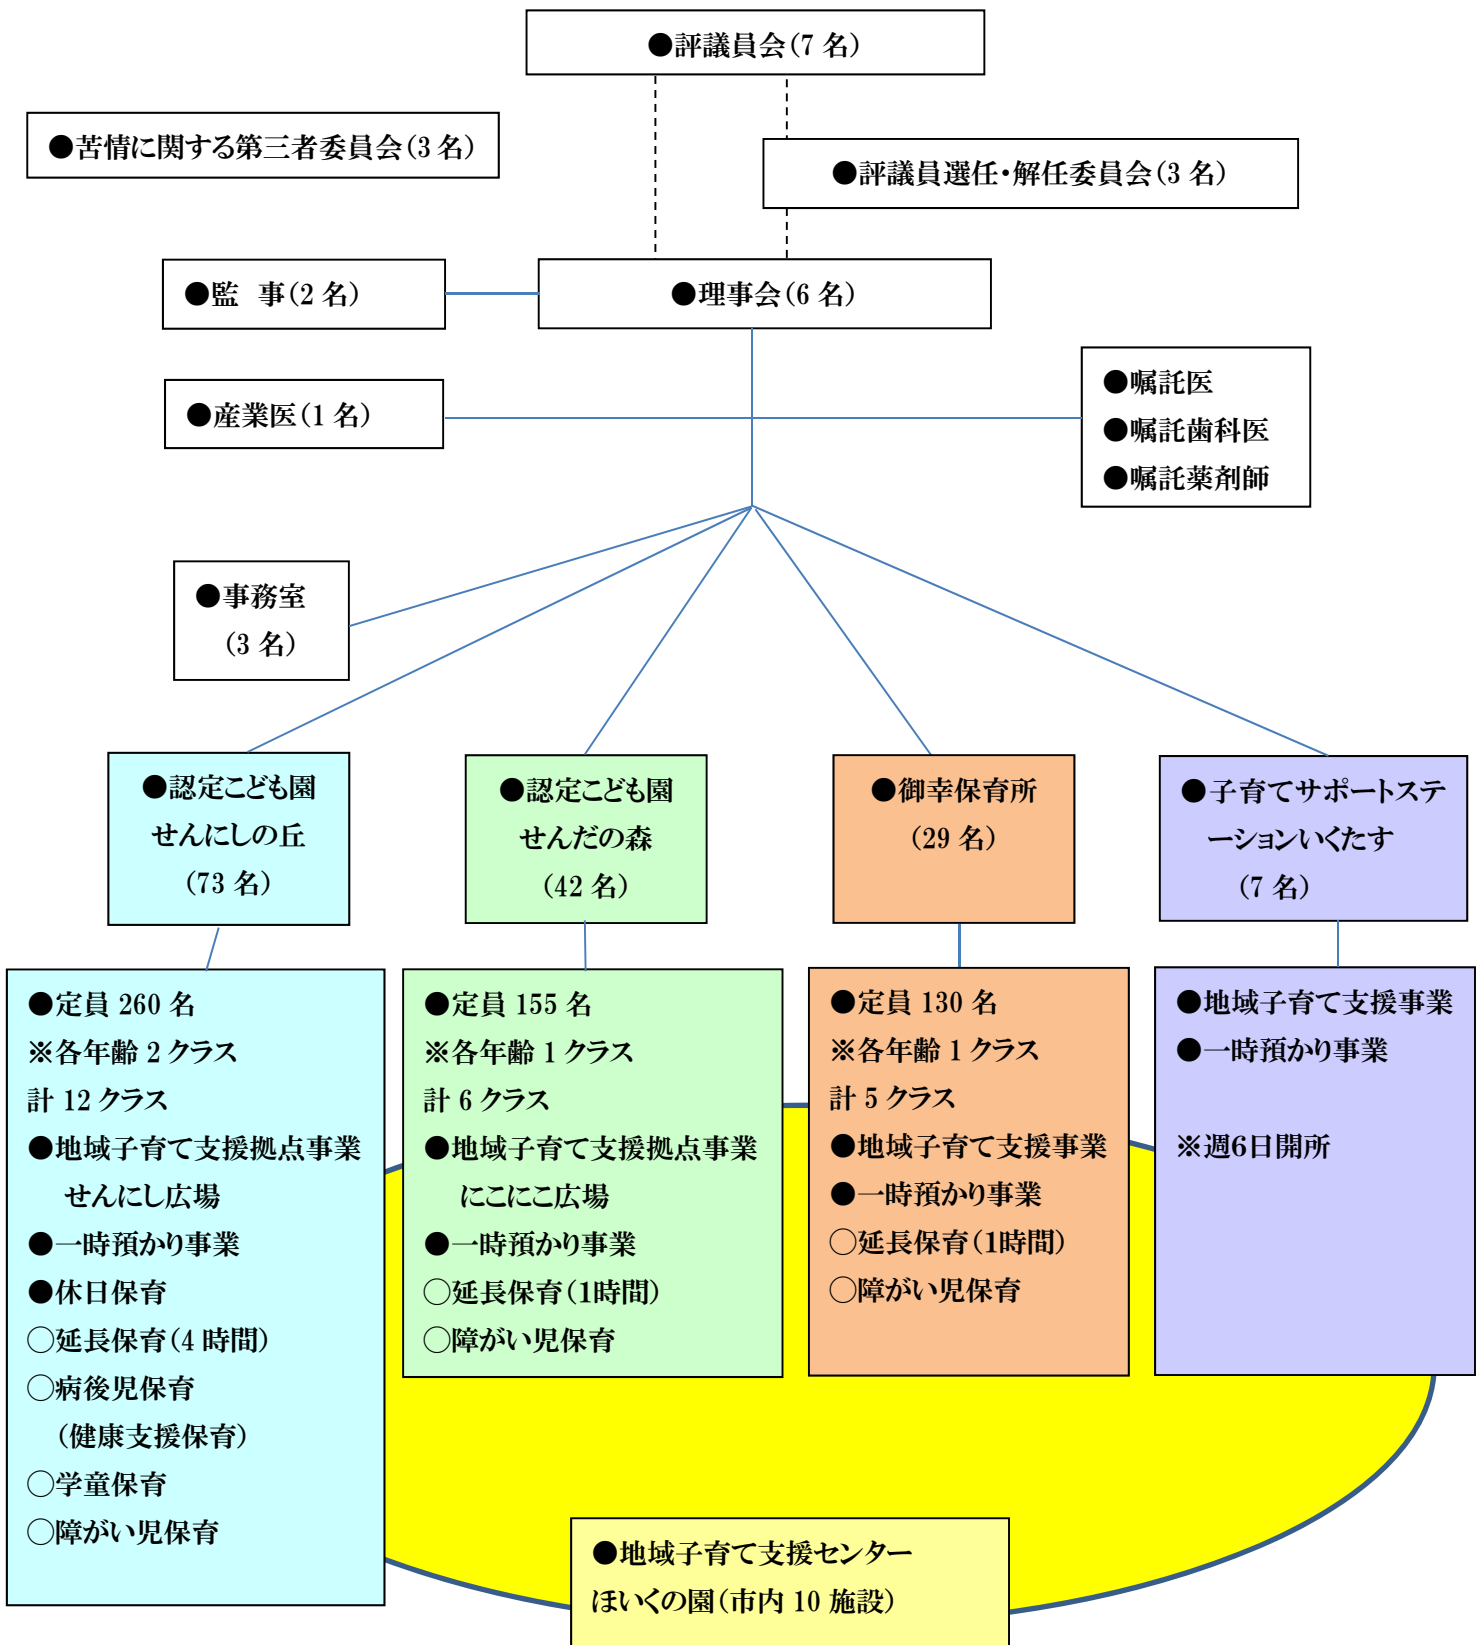 ●評議員会（7 名）
●苦情に関する第三者委員会（3 名）
●評議員選任・解任委員会（3 名）
●監　事（2 名）
●理事会（6 名）
●産業医（1 名）
●嘱託医
●嘱託歯科医
●嘱託薬剤師
●事務室
（3 名）
●認定こども園
せんにしの丘
（73 名）
●認定こども園
せんだの森
（42 名）
●御幸保育所
（29 名）
●子育てサポートステ
ーションいくたす
（7 名）
●定員 260 名
※各年齢 2 クラス
計 12 クラス
●地域子育て支援拠点事業
せんにし広場
●一時預かり事業
●休日保育
○延長保育（4 時間）
○病後児保育
（健康支援保育）
○学童保育
○障がい児保育
●定員 155 名
※各年齢 1 クラス
計 6 クラス
●地域子育て支援拠点事業
にこにこ広場
●一時預かり事業
○延長保育（1時間）
○障がい児保育
●定員 130 名
※各年齢 1 クラス
計 5 クラス
●地域子育て支援事業
●一時預かり事業
○延長保育（1時間）
○障がい児保育
●地域子育て支援事業
●一時預かり事業
※週6日開所
●地域子育て支援センター
ほいくの園（市内 10 施設）